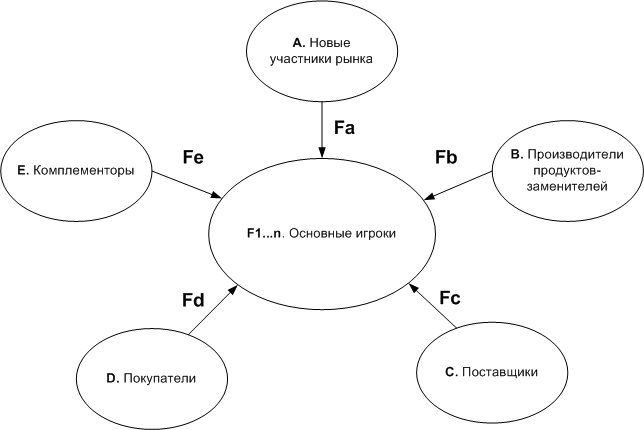 A. Новые
участники рынка
Fa
Fe
Fb
E. Комплементоры
B. Производители
продуктов-
заменителей
F1...n. Основные игроки
Fd
Fc
D. Покупатели
C. Поставщики